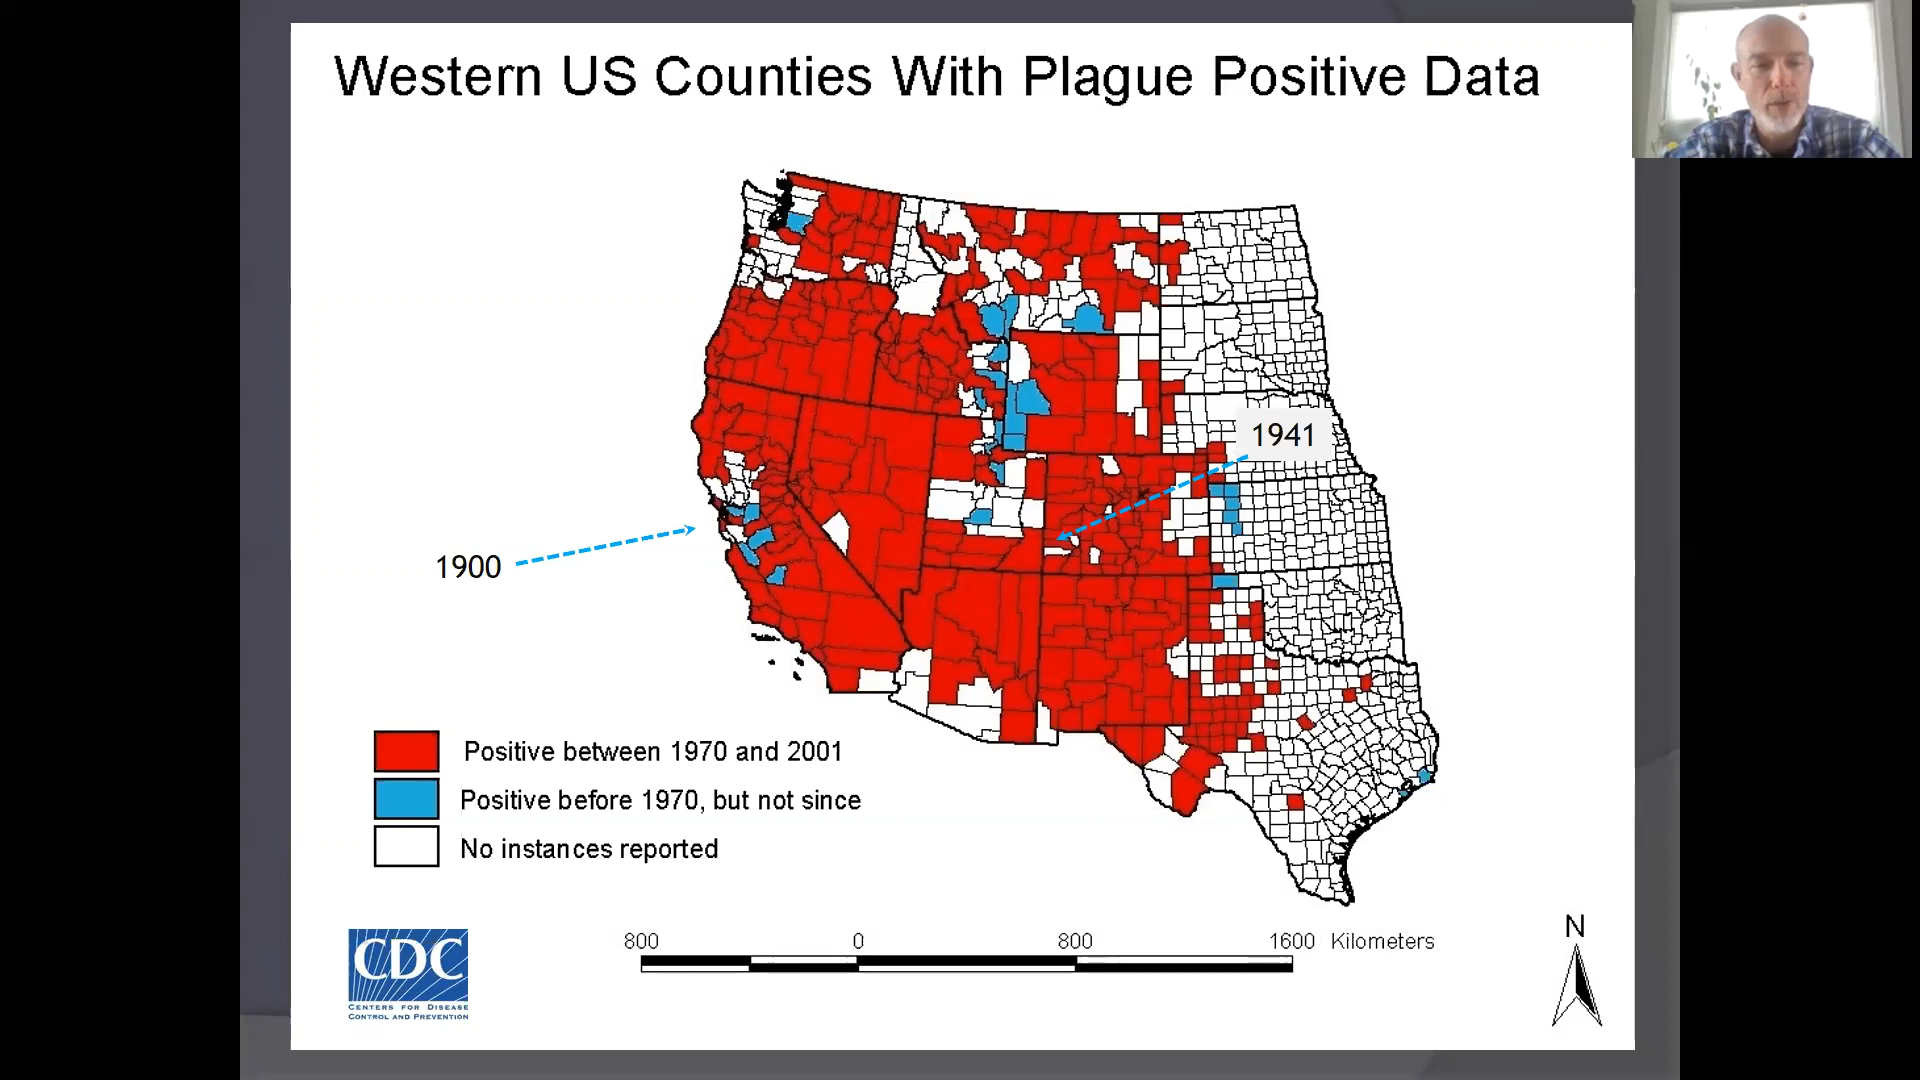 Western US Counties With Plague Positive Data
1941
1900
Positive between 1970 and 2001
Positive before 1970, but not since
No instances reported
800 0 800 1600 Kilometers
N
CDC
CENTERS FOR DISEASE
CONTROL AND PREVENTION